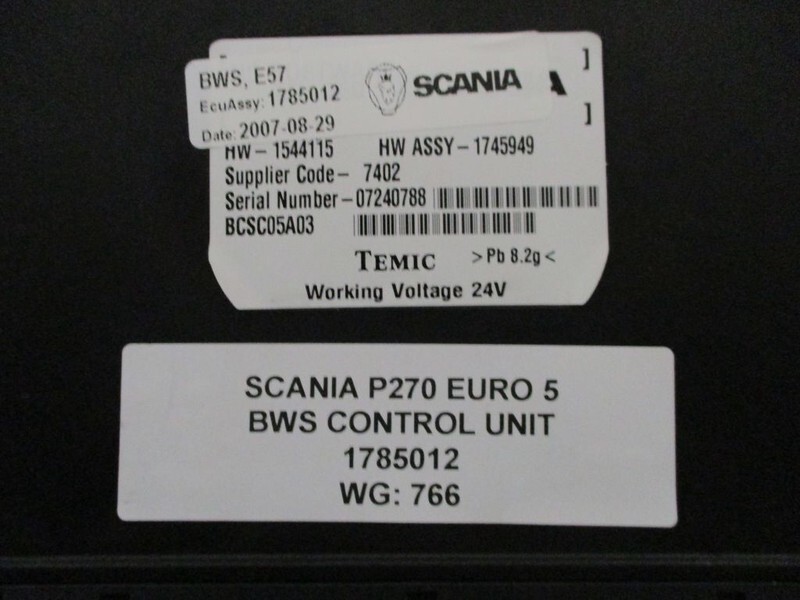 BWS, E57
EcuAssy: 1785012
Date: 2007-08-29
SCANIA
]
]
HW - 1544115 HW ASSY - 1745949
Supplier Code - 7402
Serial Number - 07240788
BCSC05A03
TEMIC >Pb 8.2g<
Working Voltage 24V
SCANIA P270 EURO 5
BWS CONTROL UNIT
1785012
WG: 766